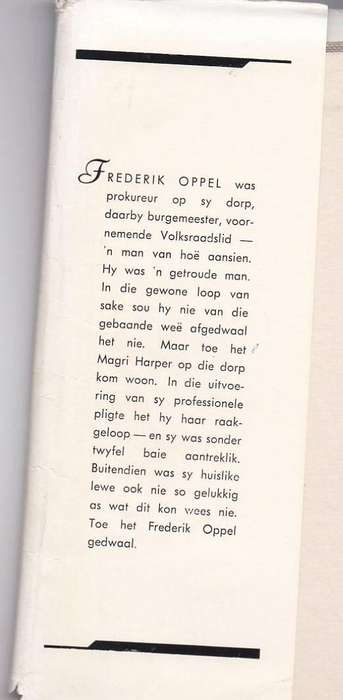 FREDERIK OPPEL was
prokureur op sy dorp,
daarby burgemeester, voor-
nemende Volksraadslid —
'n man van hoë aansien.
Hy was 'n getroude man.
In die gewone loop van
sake sou hy nie van die
gebaande weë afgedwaal
het nie. Maar toe het
Magri Harper op die dorp
kom woon. In die uitvoe-
ring van sy professionele
pligte het hy haar raak-
geloop — en sy was sonder
twyfel baie aantreklik.
Buitendien was sy huislike
lewe ook nie so gelukkig
as wat dit kon wees nie.
Toe het Frederik Oppel
gedwaal.